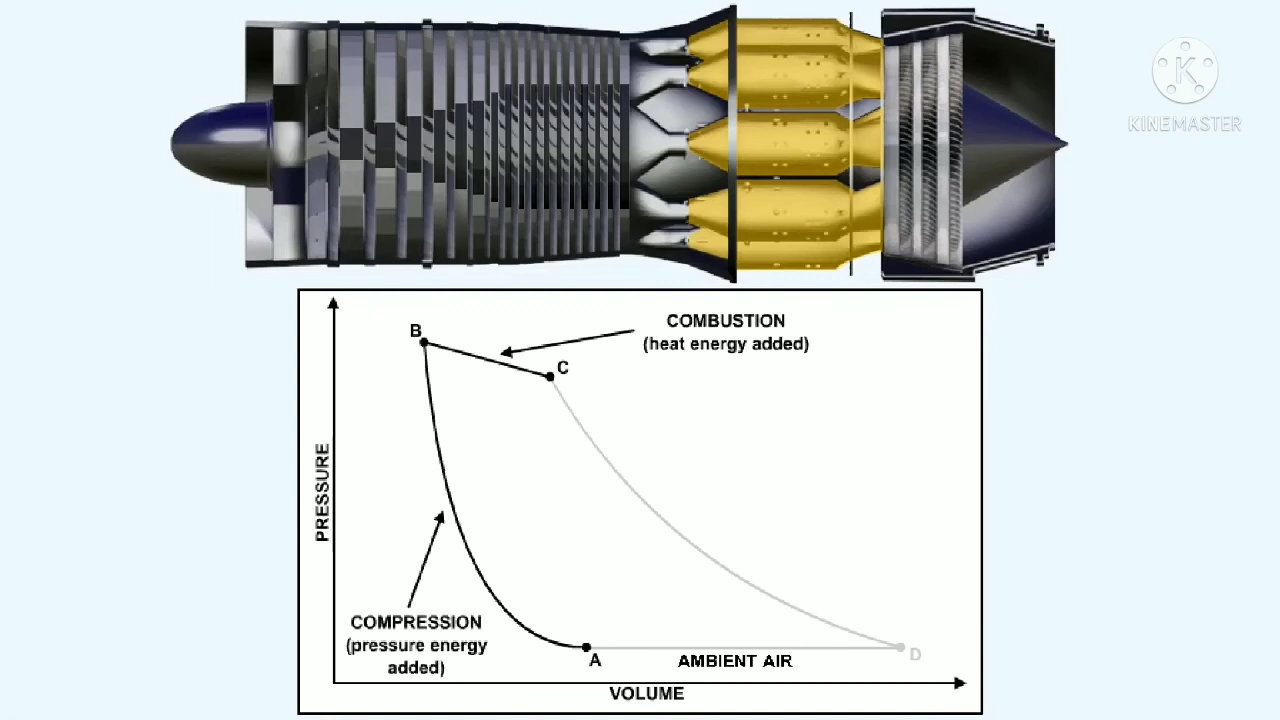 K
KINEMASTER
B
COMBUSTION
(heat energy added)
C
PRESSURE
COMPRESSION
(pressure energy
added)
A
AMBIENT AIR
D
VOLUME